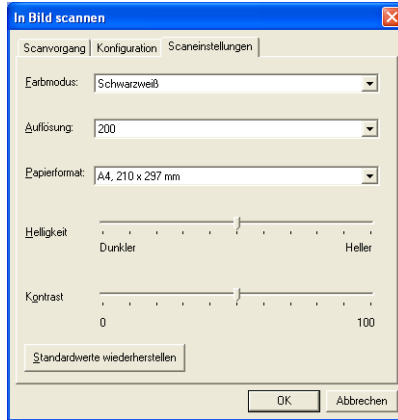 In Bild scannen
Scanvorgang Konfiguration Scaneinstellungen
Farbmodus: Schwarzweiß
Auflösung: 200
Papierformat: A4, 210 x 297 mm
Helligkeit
Dunkler Heller
Kontrast
0 100
Standardwerte wiederherstellen
OK Abbrechen